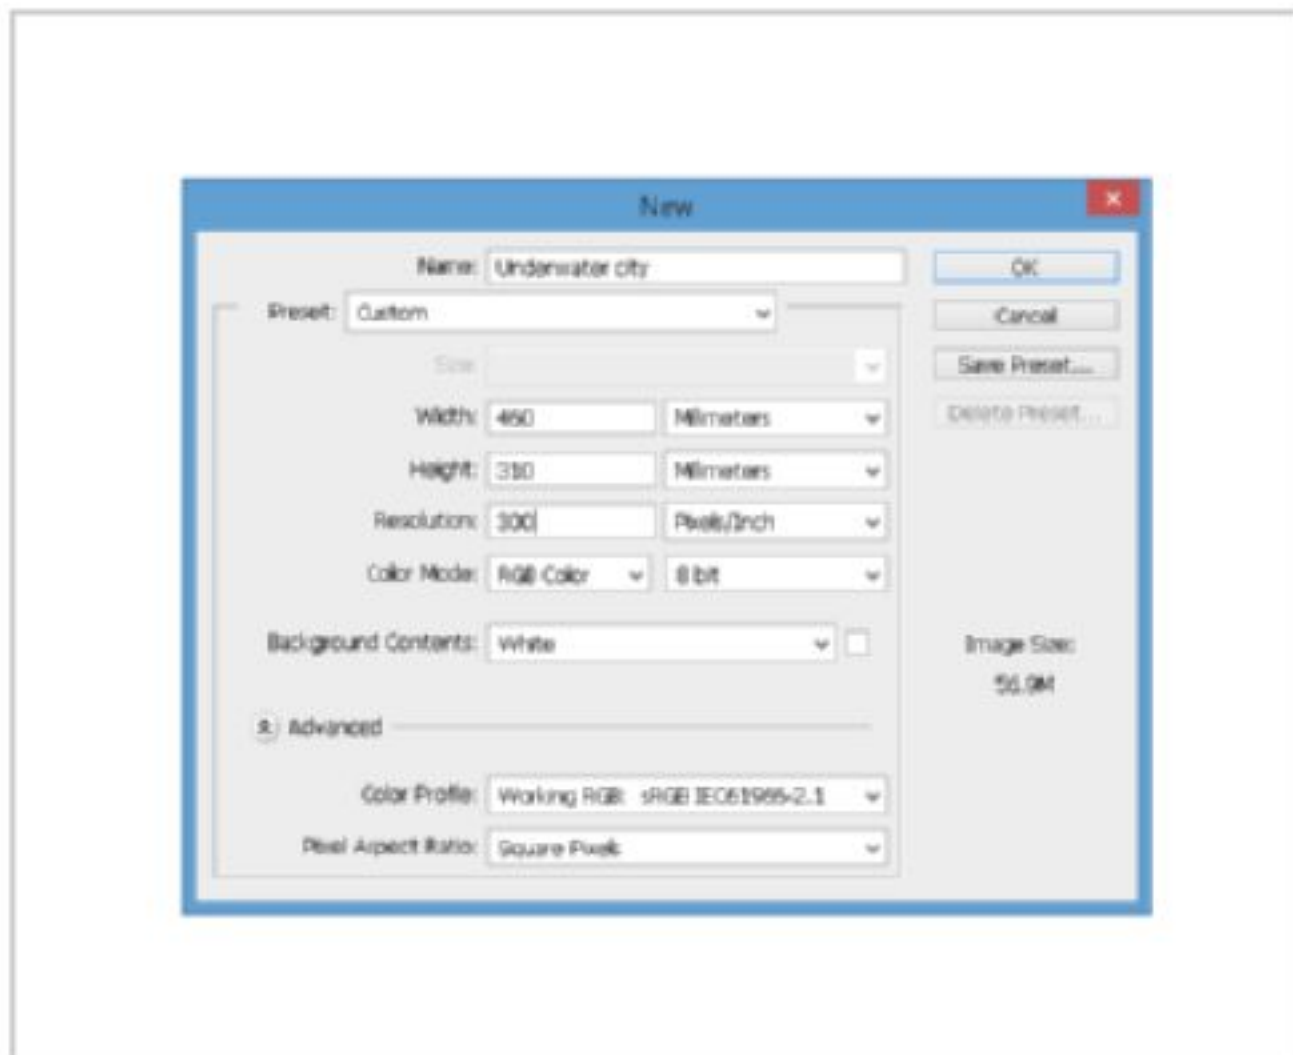 New
Name: Underwater city
OK
Preset: Custom
Cancel
Size:
Save Preset...
Width: 460 Millimeters
Delete Preset...
Height: 310 Millimeters
Resolution: 300 Pixels/Inch
Color Mode: RGB Color 8 bit
Background Contents: White
Image Size:
56.9M
Advanced
Color Profile: Working RGB: sRGB IEC61966-2.1
Pixel Aspect Ratio: Square Pixels